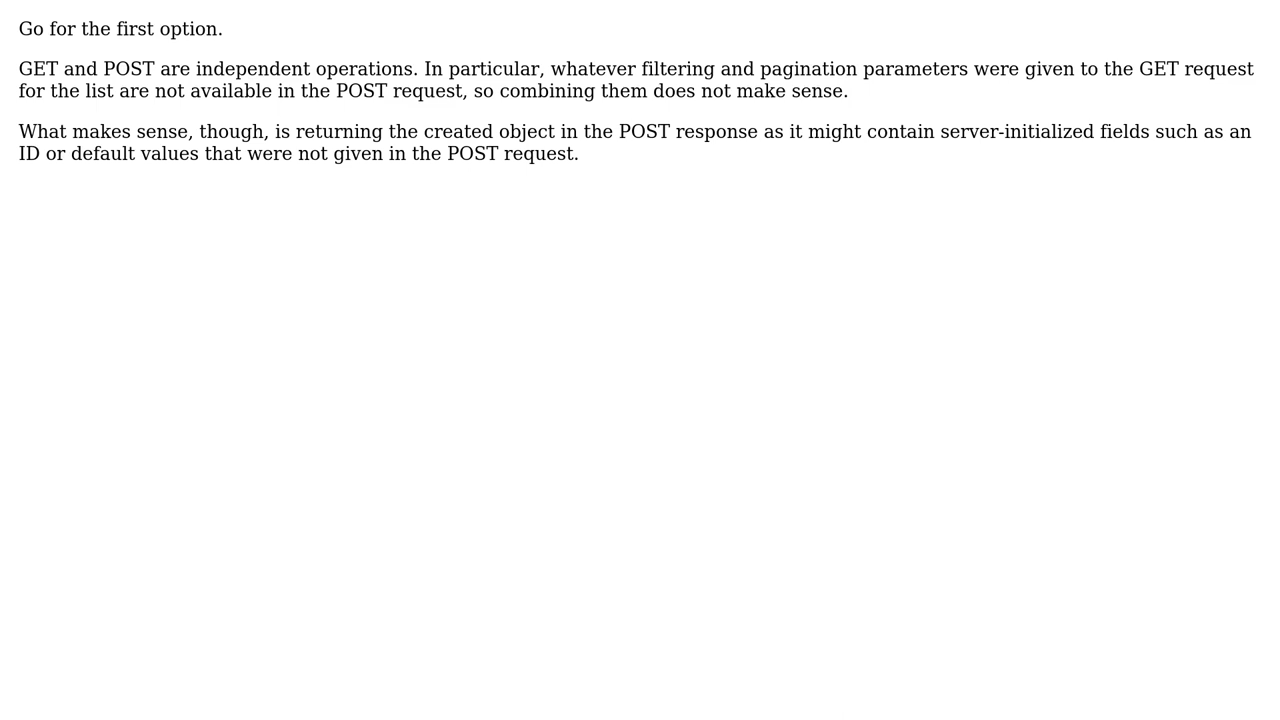 Go for the first option.
GET and POST are independent operations. In particular, whatever filtering and pagination parameters were given to the GET request
for the list are not available in the POST request, so combining them does not make sense.
What makes sense, though, is returning the created object in the POST response as it might contain server-initialized fields such as an
ID or default values that were not given in the POST request.